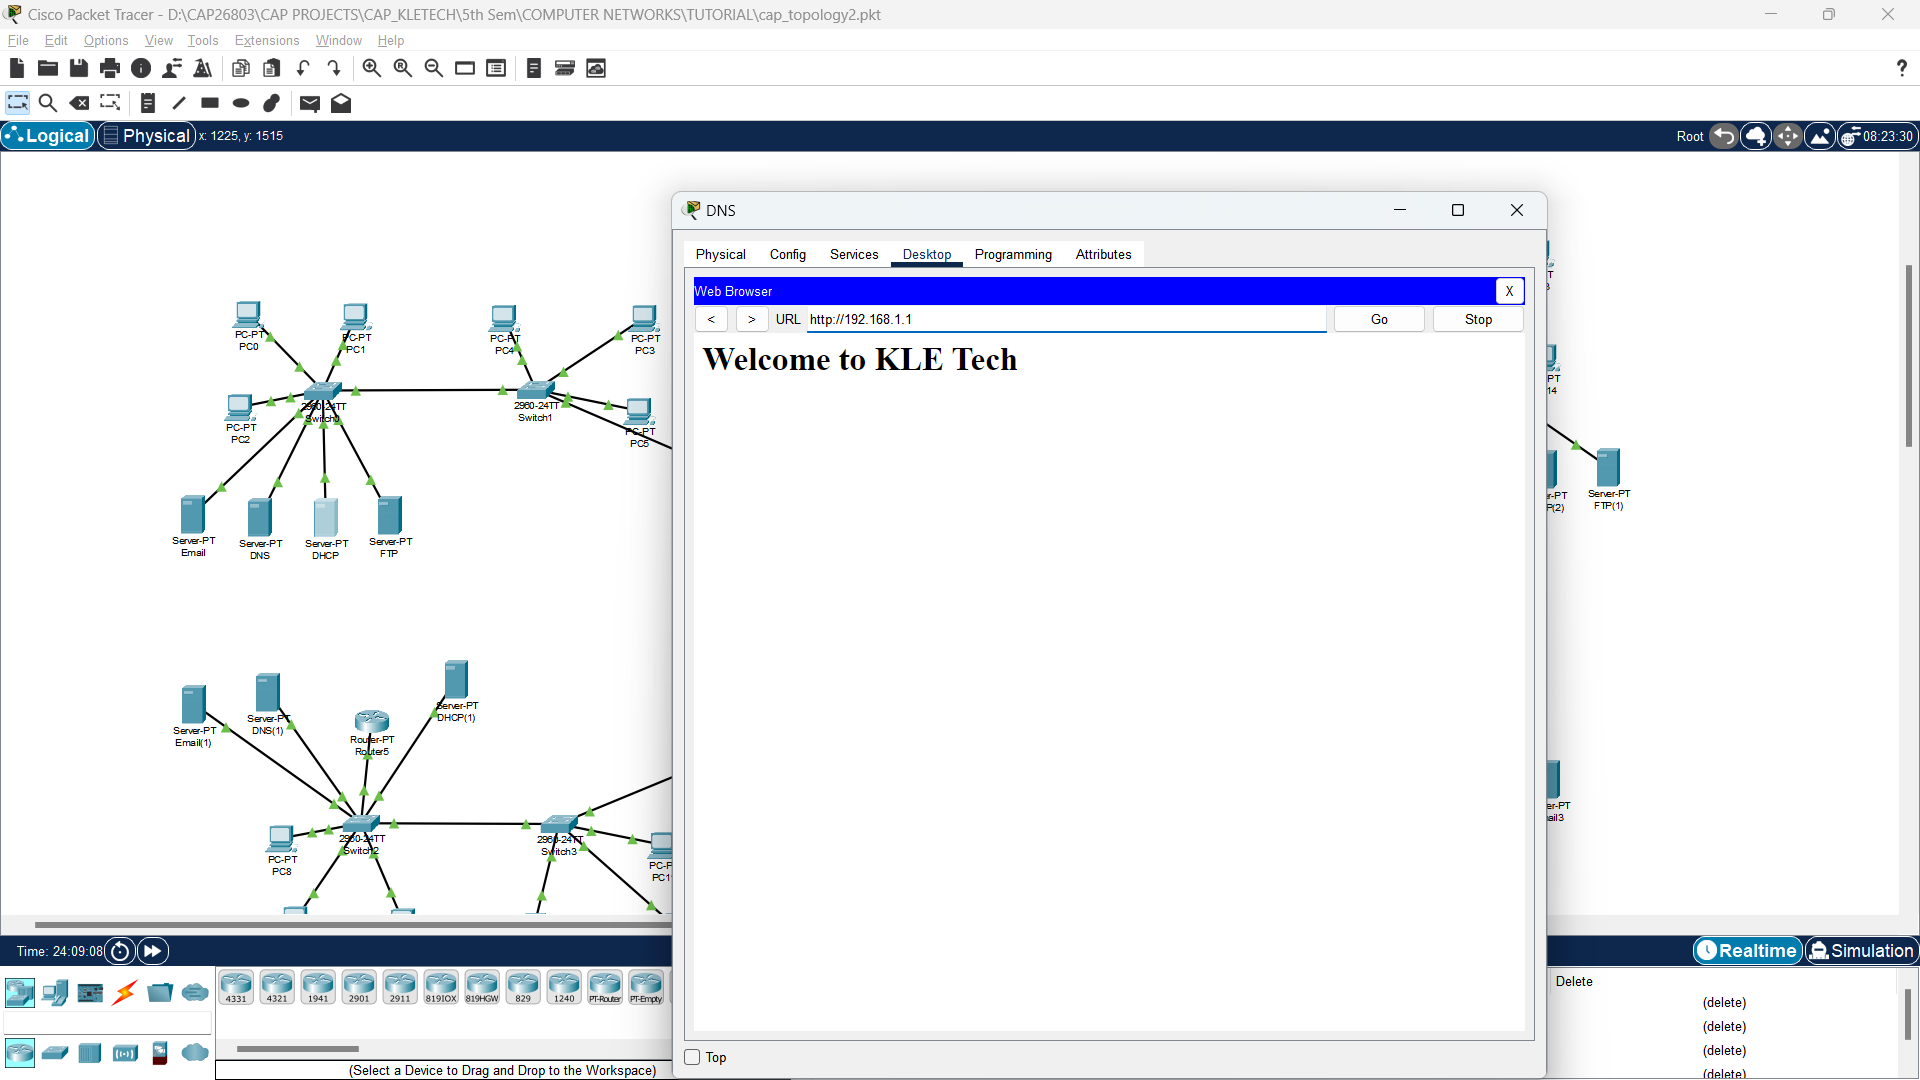 Cisco Packet Tracer - D:\CAP26803\CAP PROJECTS\CAP_KLETECH\5th Sem\COMPUTER NETWORKS\TUTORIAL\cap_topology2.pkt
File Edit Options View Tools Extensions Window Help
?
Logical Physical x: 1225, y: 1515 Root 08:23:30
DNS
Physical Config Services Desktop Programming Attributes
Web Browser X
< > URL http://192.168.1.1 Go Stop
Welcome to KLE Tech
PC-PT
PC0
PC-PT
PC1
PC-PT
PC4
PC-PT
PC3
PC-PT
PC2
2960-24TT
Switch0
2960-24TT
Switch1
PC-PT
PC5
PT
14
Server-PT
Email
Server-PT
DNS
Server-PT
DHCP
Server-PT
FTP
r-PT
P(2)
Server-PT
FTP(1)
Server-PT
Email(1)
Server-PT
DNS(1)
Router-PT
Router5
Server-PT
DHCP(1)
er-PT
ail3
PC-PT
PC8
2960-24TT
Switch2
2960-24TT
Switch3
PC-P
PC1
Time: 24:09:08 Realtime Simulation
4331 4321 1941 2901 2911 819IOX 819HGW 829 1240 PT-Router PT-Empty
(Select a Device to Drag and Drop to the Workspace)
Top
Delete
(delete)
(delete)
(delete)
(delete)